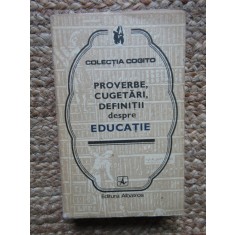 COLECȚIA COGITO
PROVERBE,
CUGETĂRI,
DEFINIȚII
despre
EDUCAȚIE
Editura Albatros